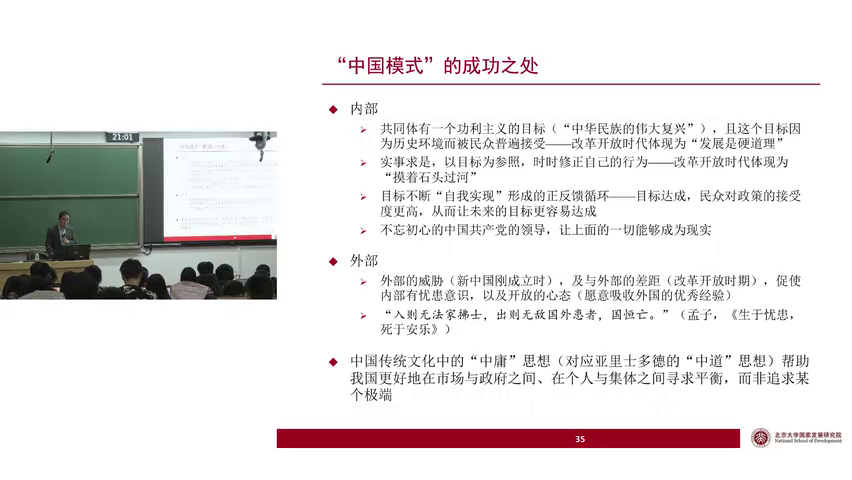 “中国模式”的成功之处
内部
共同体有一个功利主义的目标（“中华民族的伟大复兴”），且这个目标因
为历史环境而被民众普遍接受——改革开放时代体现为“发展是硬道理”
实事求是，以目标为参照，时时修正自己的行为——改革开放时代体现为
“摸着石头过河”
目标不断“自我实现”形成的正反馈循环——目标达成，民众对政策的接受
度更高，从而让未来的目标更容易达成
不忘初心的中国共产党的领导，让上面的一切能够成为现实
外部
外部的威胁（新中国刚成立时），及与外部的差距（改革开放时期），促使
内部有忧患意识，以及开放的心态（愿意吸收外国的优秀经验）
“入则无法家拂士，出则无敌国外患者，国恒亡。”（孟子，《生于忧患，
死于安乐》）
中国传统文化中的“中庸”思想（对应亚里士多德的“中道”思想）帮助
我国更好地在市场与政府之间、在个人与集体之间寻求平衡，而非追求某
个极端
21:01
35
北京大学国家发展研究院
National School of Development